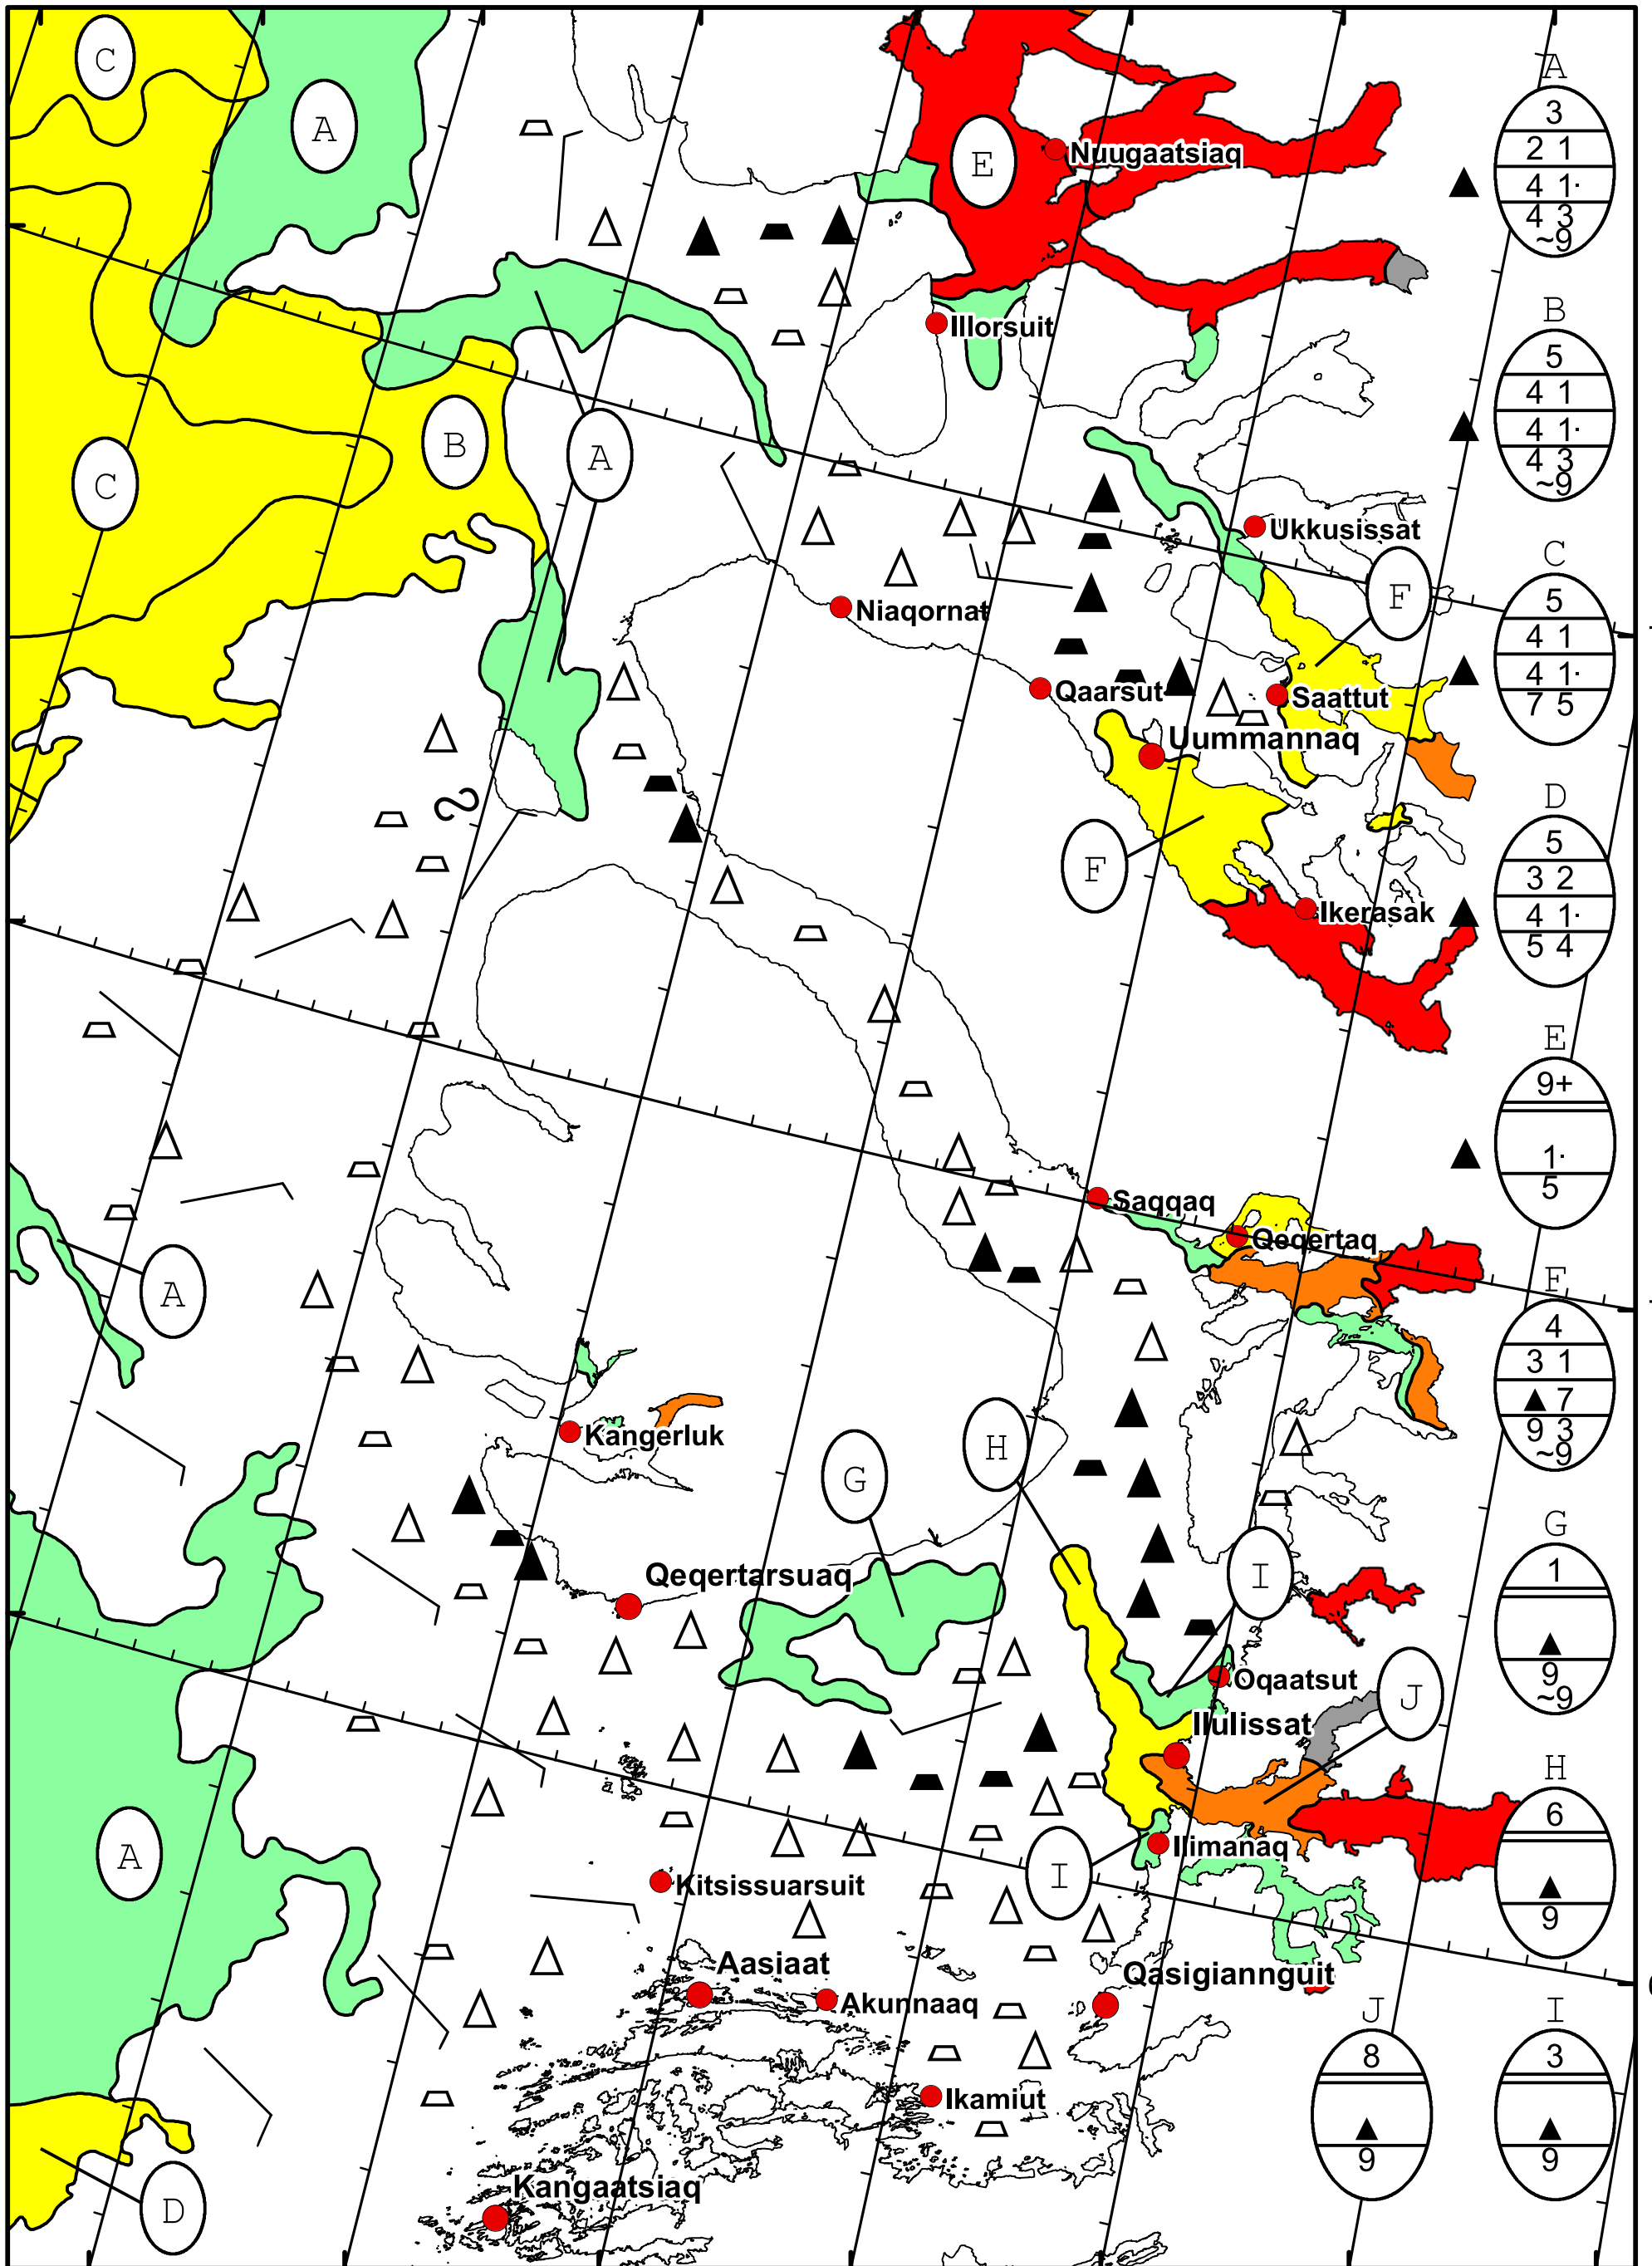 C
A
E
Nuugaatsiaq
Illorsuit
B
A
C
Ukkusissat
F
Niaqornat
Qaarsut
Saattut
Uummannaq
F
Ikerasak
Saqqaq
Qeqertaq
A
Kangerluk
H
G
I
Qeqertarsuaq
Oqaatsut
J
Ilulissat
A
Ilimanaq
I
Kitsissuarsuit
Aasiaat
Qasigiannguit
Akunnaaq
Ikamiut
Kangaatsiaq
D
A
3
2 1
4 1·
4 3
~9
B
5
4 1
4 1·
4 3
~9
C
5
4 1
4 1·
7 5
D
5
3 2
4 1·
5 4
E
9+
1·
5
F
4
3 1
▲ 7
9 3
~9
G
1
▲
9
~9
H
6
▲
9
J
8
▲
9
I
3
▲
9